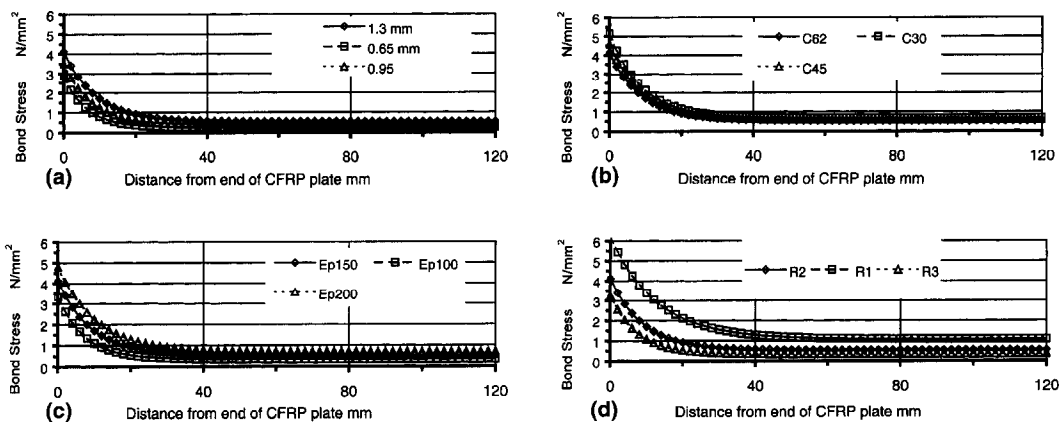 Bond Stress N/mm²
6
5
4
3
2
1
0
1.3 mm
0.65 mm
0.95
0 40 80 120
(a) Distance from end of CFRP plate mm
Bond Stress N/mm²
6
5
4
3
2
1
0
C62 C30
C45
0 40 80 120
(b) Distance from end of CFRP plate mm
Bond Stress N/mm²
6
5
4
3
2
1
0
Ep150 Ep100
Ep200
0 40 80 120
(c) Distance from end of CFRP plate mm
Bond Stress N/mm²
6
5
4
3
2
1
0
R2 R1 R3
0 40 80 120
(d) Distance from end of CFRP plate mm